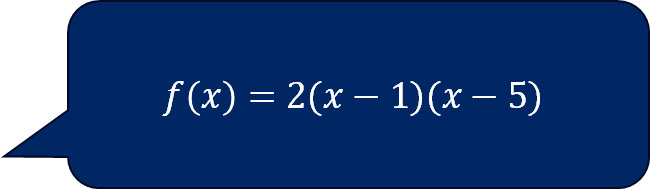 f(x) = 2(x − 1)(x − 5)